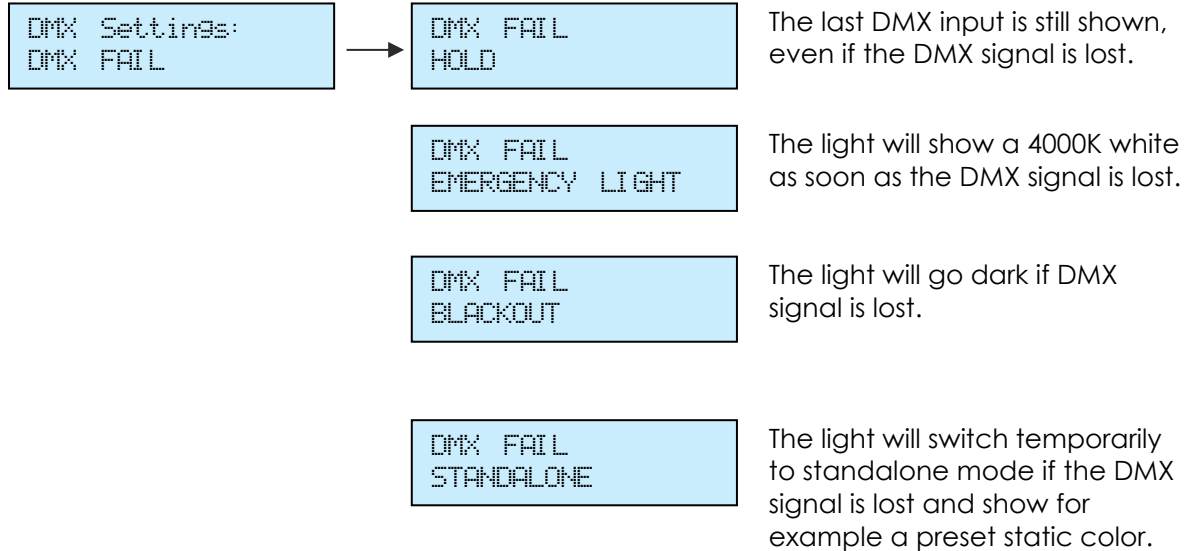 DMX Settings:
DMX FAIL
DMX FAIL
HOLD
The last DMX input is still shown,
even if the DMX signal is lost.
DMX FAIL
EMERGENCY LIGHT
The light will show a 4000K white
as soon as the DMX signal is lost.
DMX FAIL
BLACKOUT
The light will go dark if DMX
signal is lost.
DMX FAIL
STANDALONE
The light will switch temporarily
to standalone mode if the DMX
signal is lost and show for
example a preset static color.